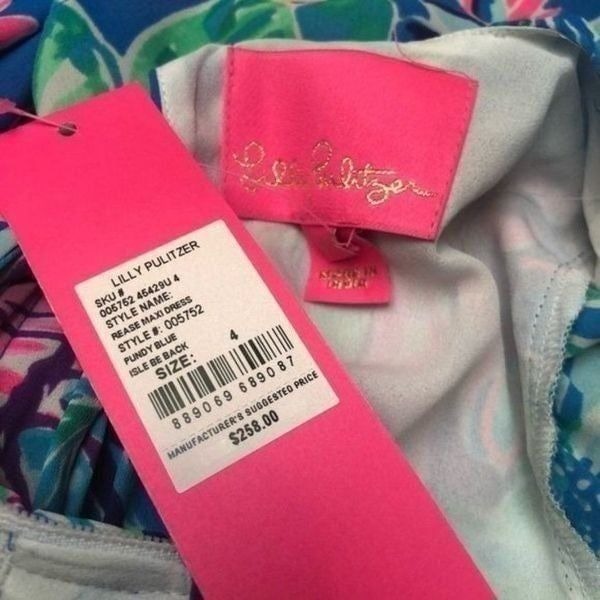 Lilly Pulitzer
MADE IN
LILLY PULITZER
SKU #
005752 45429U 4
STYLE NAME:
REASE MAXI DRESS
STYLE #: 005752
PUNDY BLUE
ISLE BE BACK
SIZE: 4
889069 689087
MANUFACTURER'S SUGGESTED PRICE
$258.00